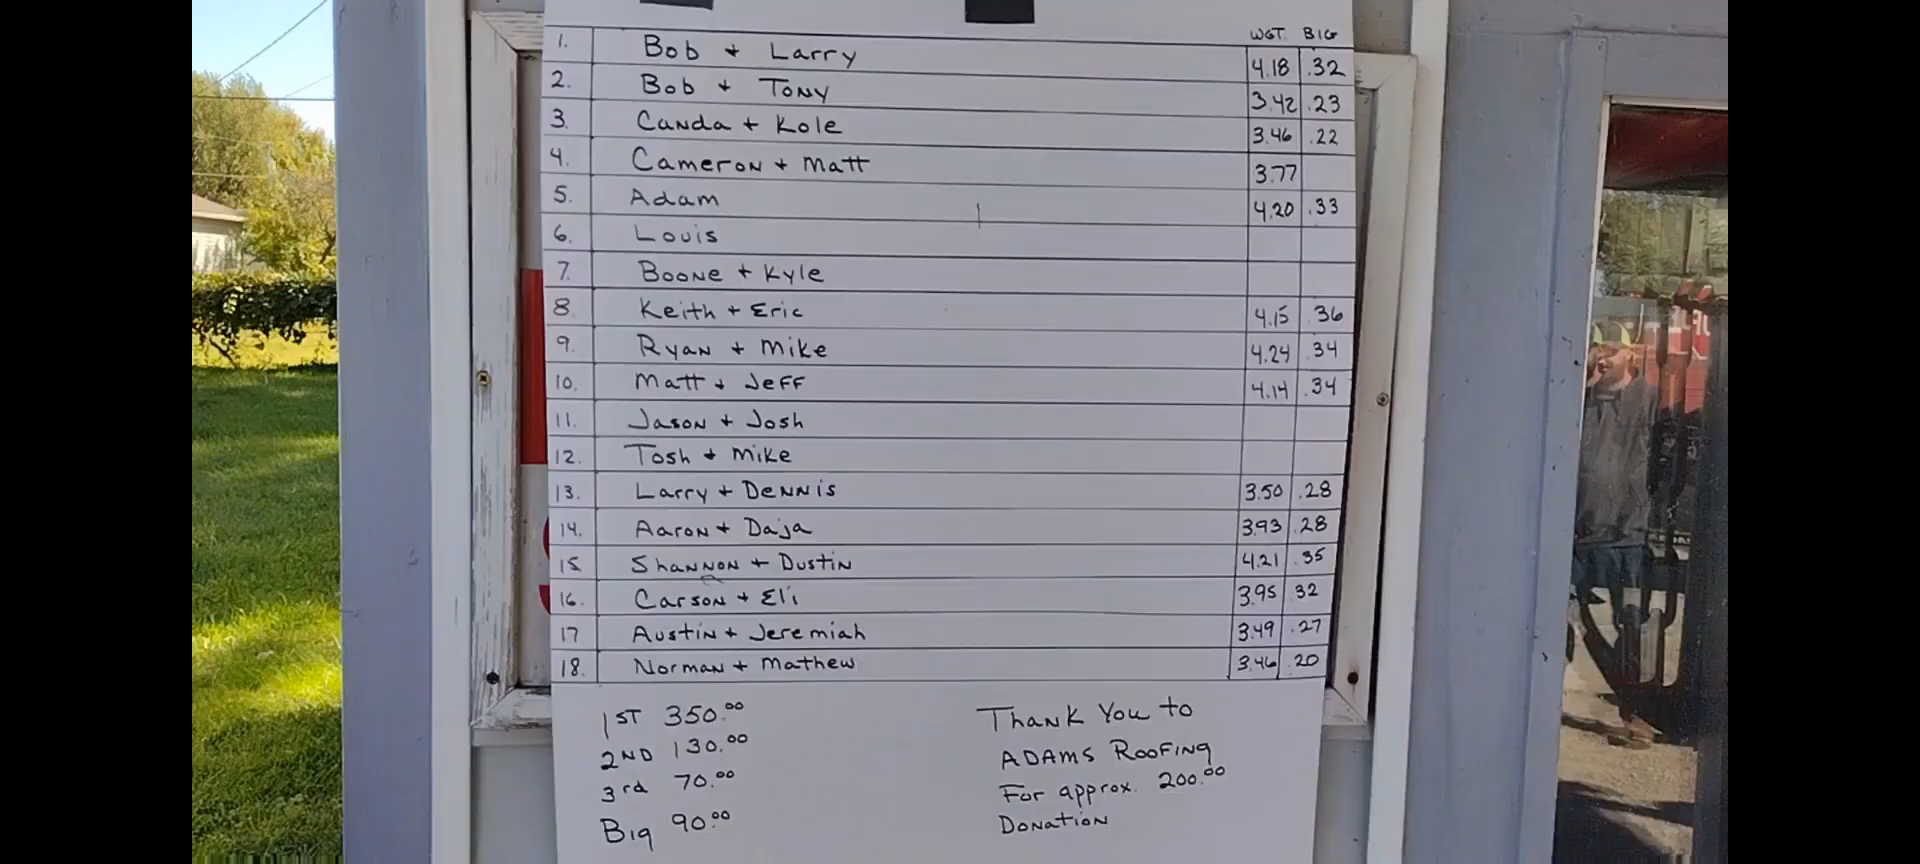 WGT. BIG
1. Bob + Larry 4.18 .32
2. Bob + Tony 3.42 .23
3. Canda + Kole 3.46 .22
4. Cameron + Matt 3.77
5. Adam 4.20 .33
6. Louis
7. Boone + Kyle
8. Keith + Eric 4.15 .36
9. Ryan + Mike 4.24 .34
10. Matt + Jeff 4.14 .34
11. Jason + Josh
12. Tosh + Mike
13. Larry + Dennis 3.50 .28
14. Aaron + Daja 3.93 .28
15 Shannon + Dustin 4.21 .35
16. Carson + Eli 3.95 .32
17 Austin + Jeremiah 3.49 .27
18. Norman + Mathew 3.46 .20
1ST 350.00
2ND 130.00
3rd 70.00
Big 90.00
Thank You to
ADAMS ROOFING
For approx. 200.00
Donation